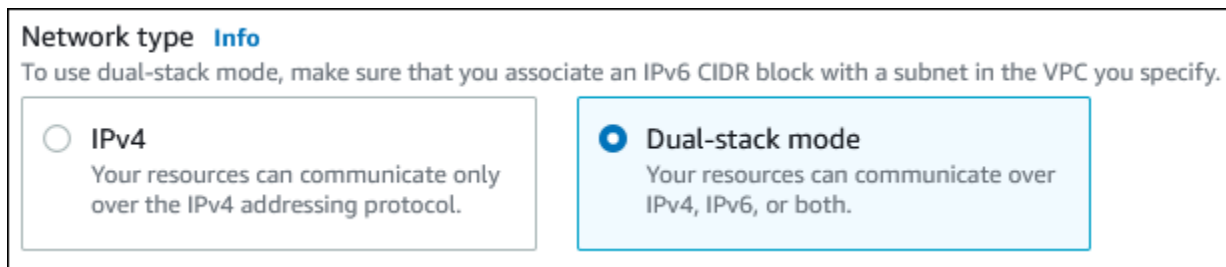 Network type Info
To use dual-stack mode, make sure that you associate an IPv6 CIDR block with a subnet in the VPC you specify.
IPv4
Your resources can communicate only
over the IPv4 addressing protocol.
Dual-stack mode
Your resources can communicate over
IPv4, IPv6, or both.